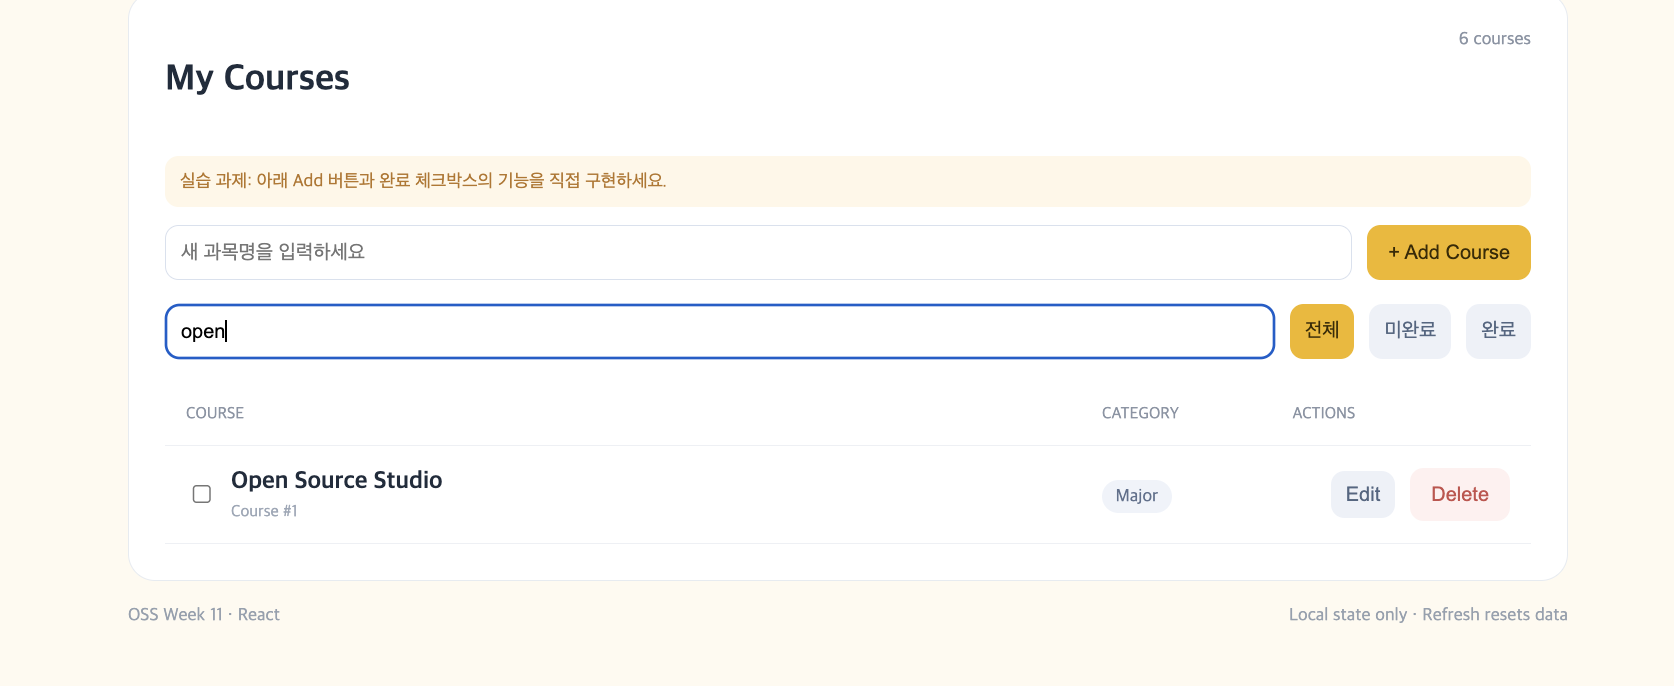 6 courses
My Courses
실습 과제: 아래 Add 버튼과 완료 체크박스의 기능을 직접 구현하세요.
새 과목명을 입력하세요
+ Add Course
open
전체
미완료
완료
COURSE
CATEGORY
ACTIONS
Open Source Studio
Course #1
Major
Edit
Delete
OSS Week 11 · React
Local state only · Refresh resets data